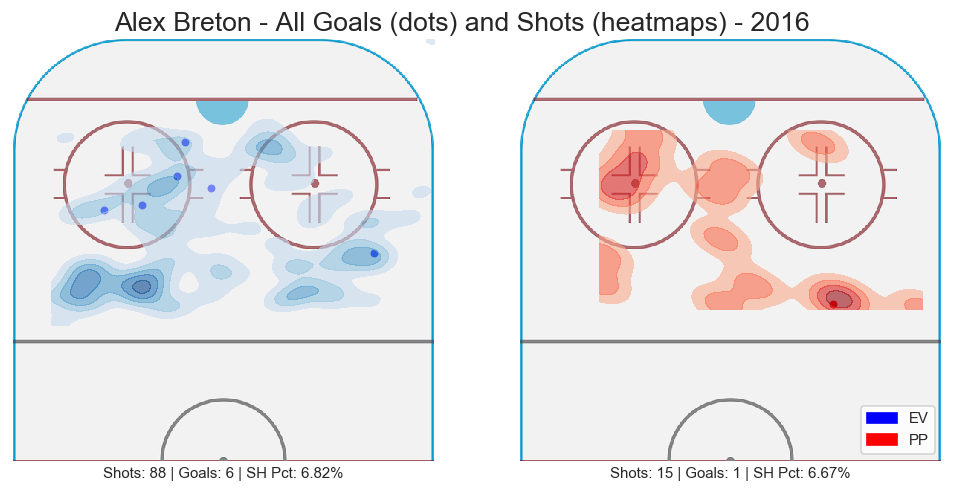 Alex Breton - All Goals (dots) and Shots (heatmaps) - 2016
EV
PP
Shots: 88 | Goals: 6 | SH Pct: 6.82%
Shots: 15 | Goals: 1 | SH Pct: 6.67%